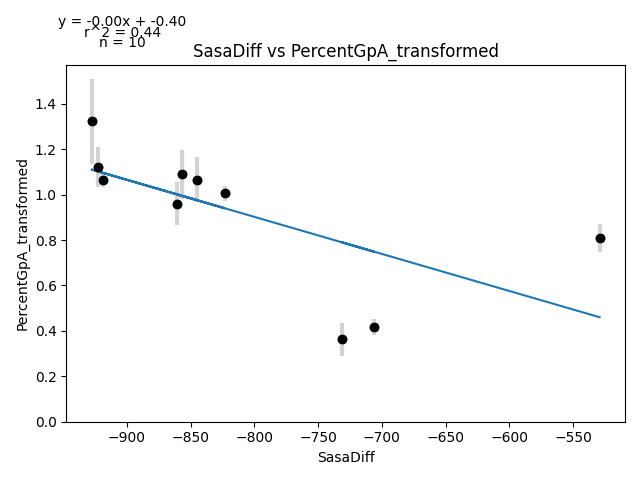 y = -0.00x + -0.40
r^2 = 0.44
n = 10
SasaDiff vs PercentGpA_transformed
PercentGpA_transformed
1.4
1.2
1.0
0.8
0.6
0.4
0.2
0.0
−900 −850 −800 −750 −700 −650 −600 −550
SasaDiff